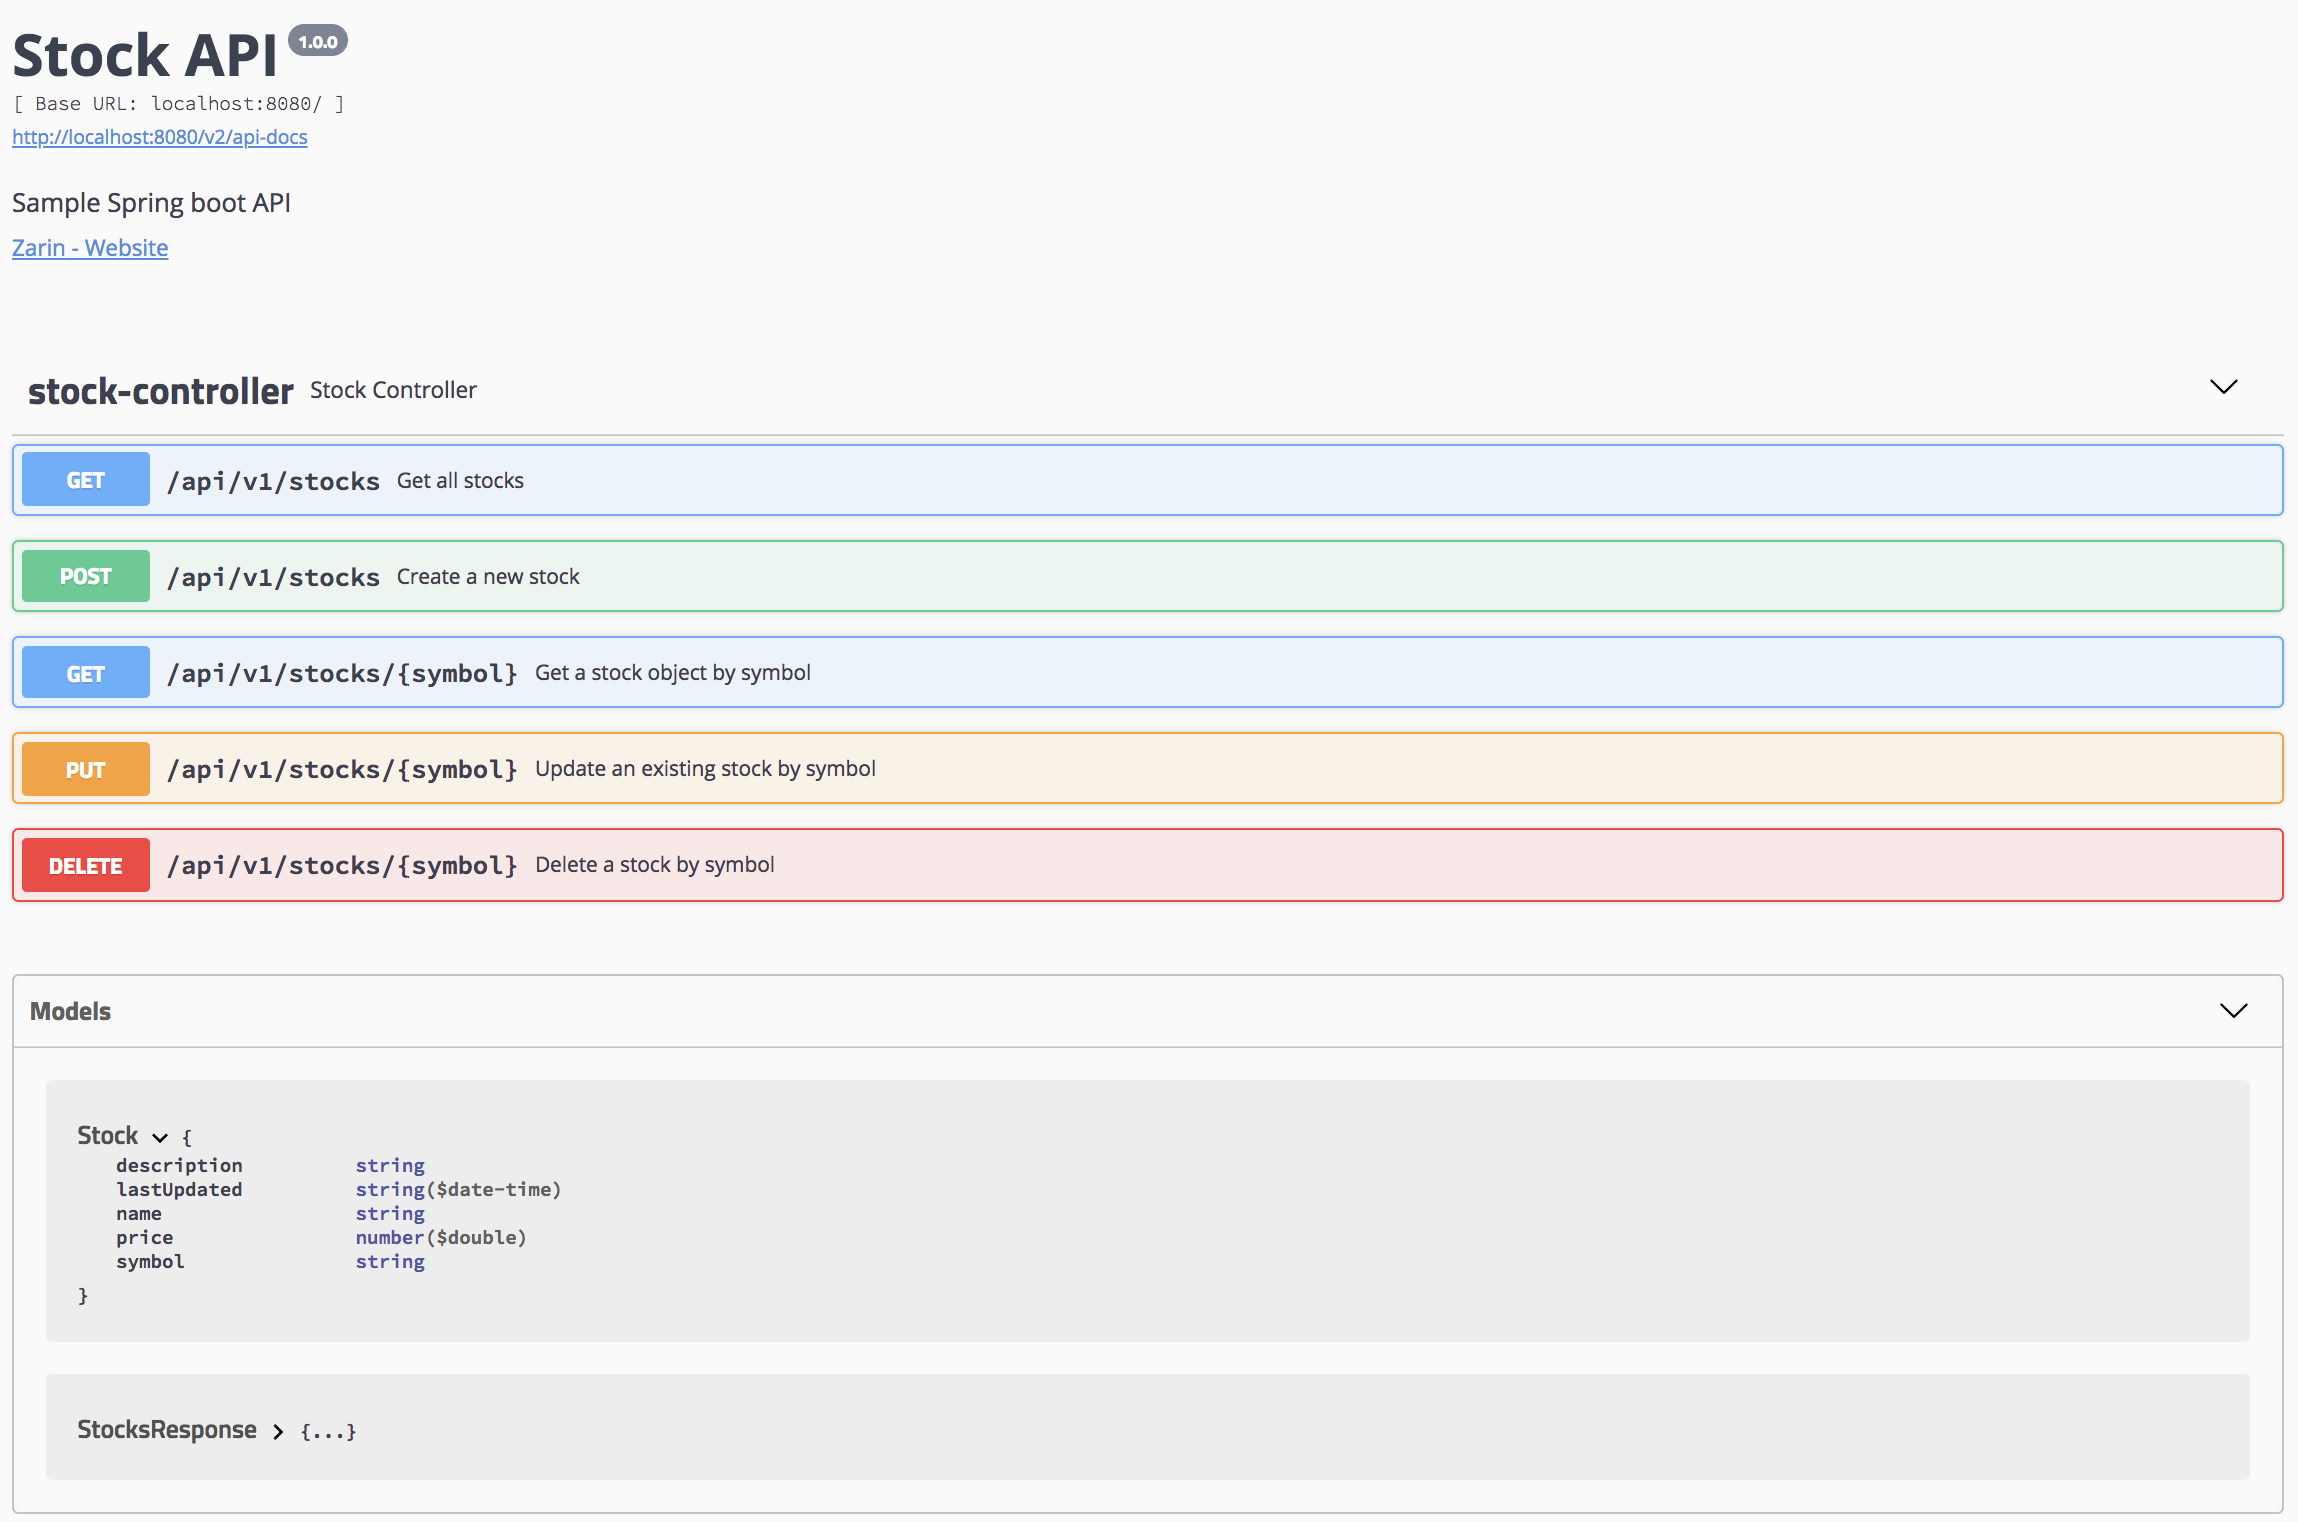 Stock API 1.0.0
[ Base URL: localhost:8080/ ]
http://localhost:8080/v2/api-docs
Sample Spring boot API
Zarin - Website
stock-controller Stock Controller
GET /api/v1/stocks Get all stocks
POST /api/v1/stocks Create a new stock
GET /api/v1/stocks/{symbol} Get a stock object by symbol
PUT /api/v1/stocks/{symbol} Update an existing stock by symbol
DELETE /api/v1/stocks/{symbol} Delete a stock by symbol
Models
Stock {
description string
lastUpdated string($date-time)
name string
price number($double)
symbol string
}
StocksResponse {...}